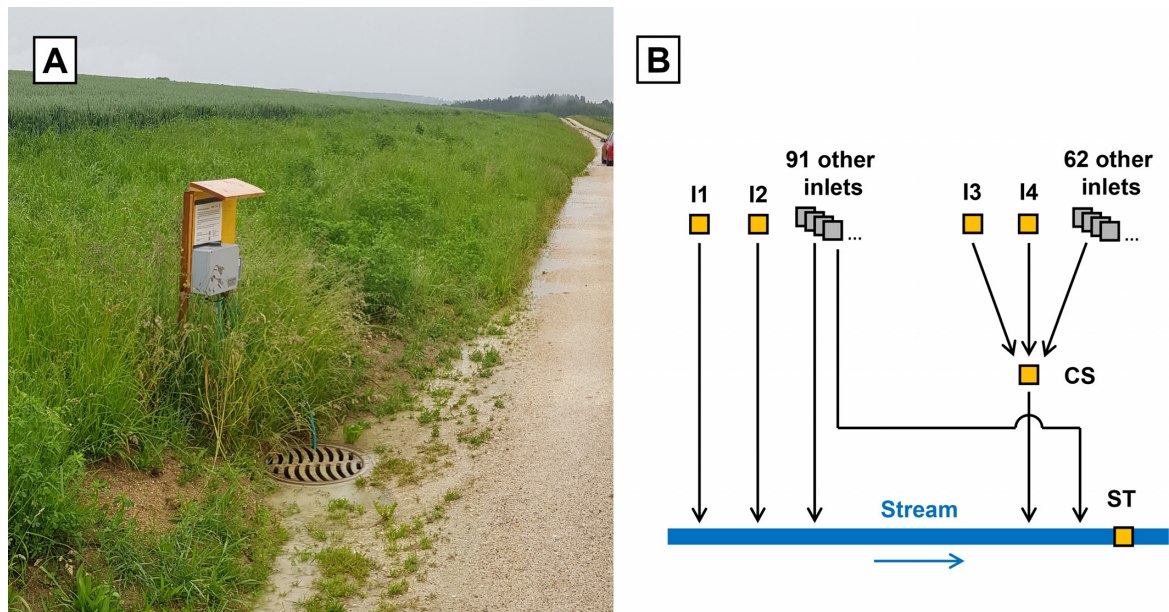 A
B
91 other
inlets
62 other
inlets
I1
I2
...
I3
I4
...
CS
ST
Stream